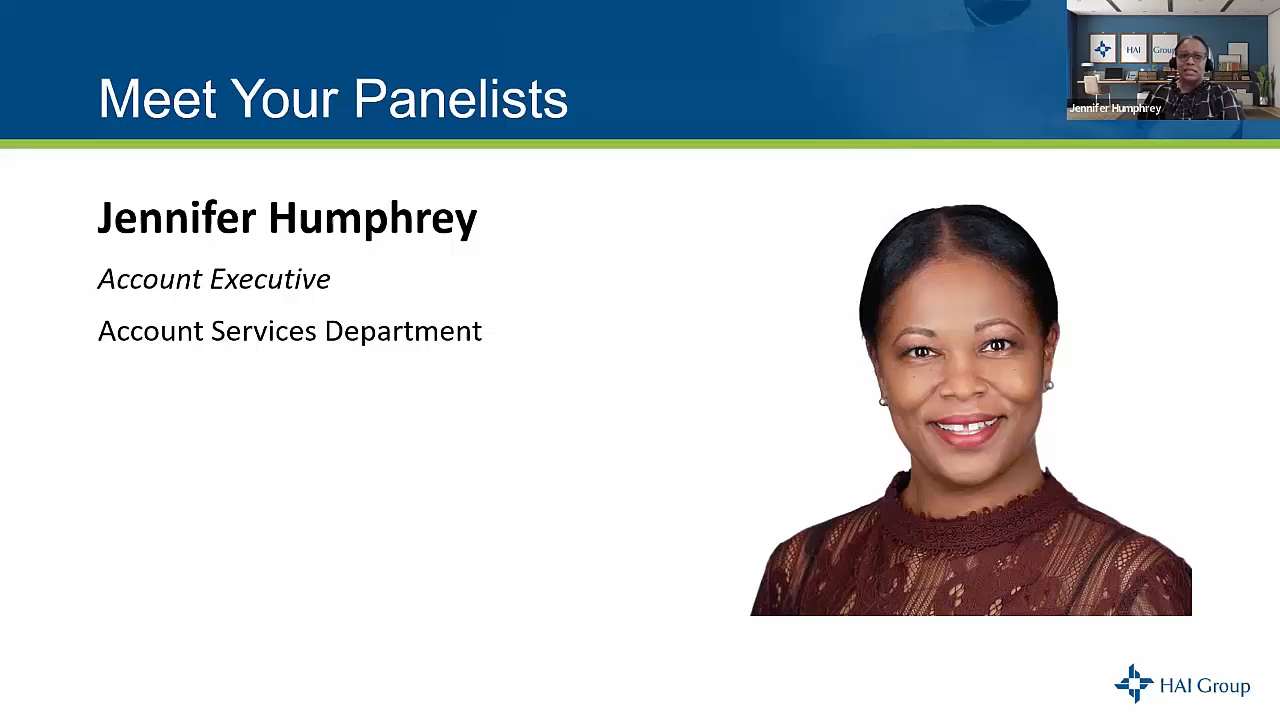 Meet Your Panelists
HAI
Group
Jennifer Humphrey
Jennifer Humphrey
Account Executive
Account Services Department
HAI Group